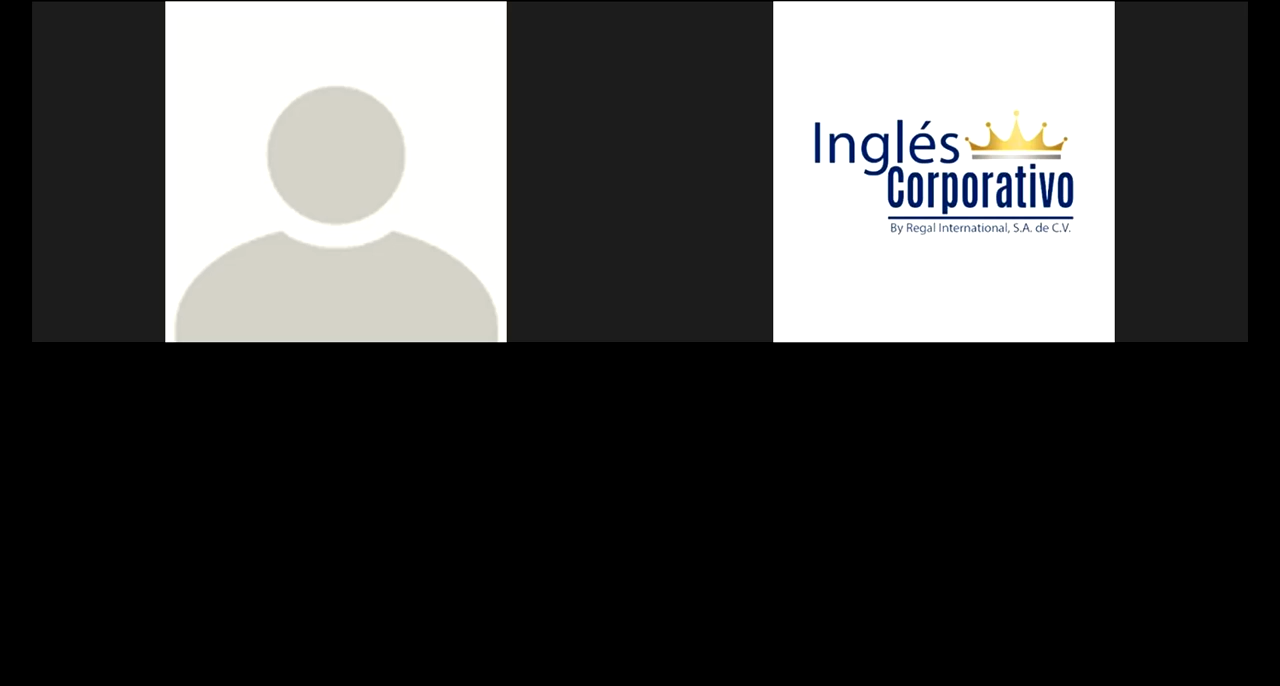 Inglés
Corporativo
By Regal International, S.A. de C.V.